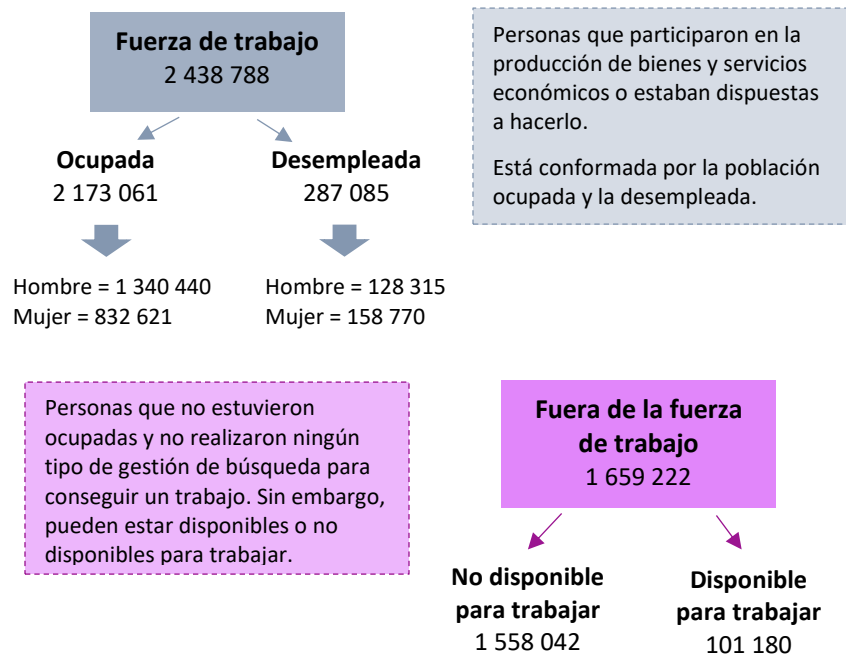 Fuerza de trabajo
2 438 788
Personas que participaron en la
producción de bienes y servicios
económicos o estaban dispuestas
a hacerlo.
Está conformada por la población
ocupada y la desempleada.
Ocupada
2 173 061
Desempleada
287 085
Hombre = 1 340 440
Mujer = 832 621
Hombre = 128 315
Mujer = 158 770
Personas que no estuvieron
ocupadas y no realizaron ningún
tipo de gestión de búsqueda para
conseguir un trabajo. Sin embargo,
pueden estar disponibles o no
disponibles para trabajar.
Fuera de la fuerza
de trabajo
1 659 222
No disponible
para trabajar
1 558 042
Disponible
para trabajar
101 180